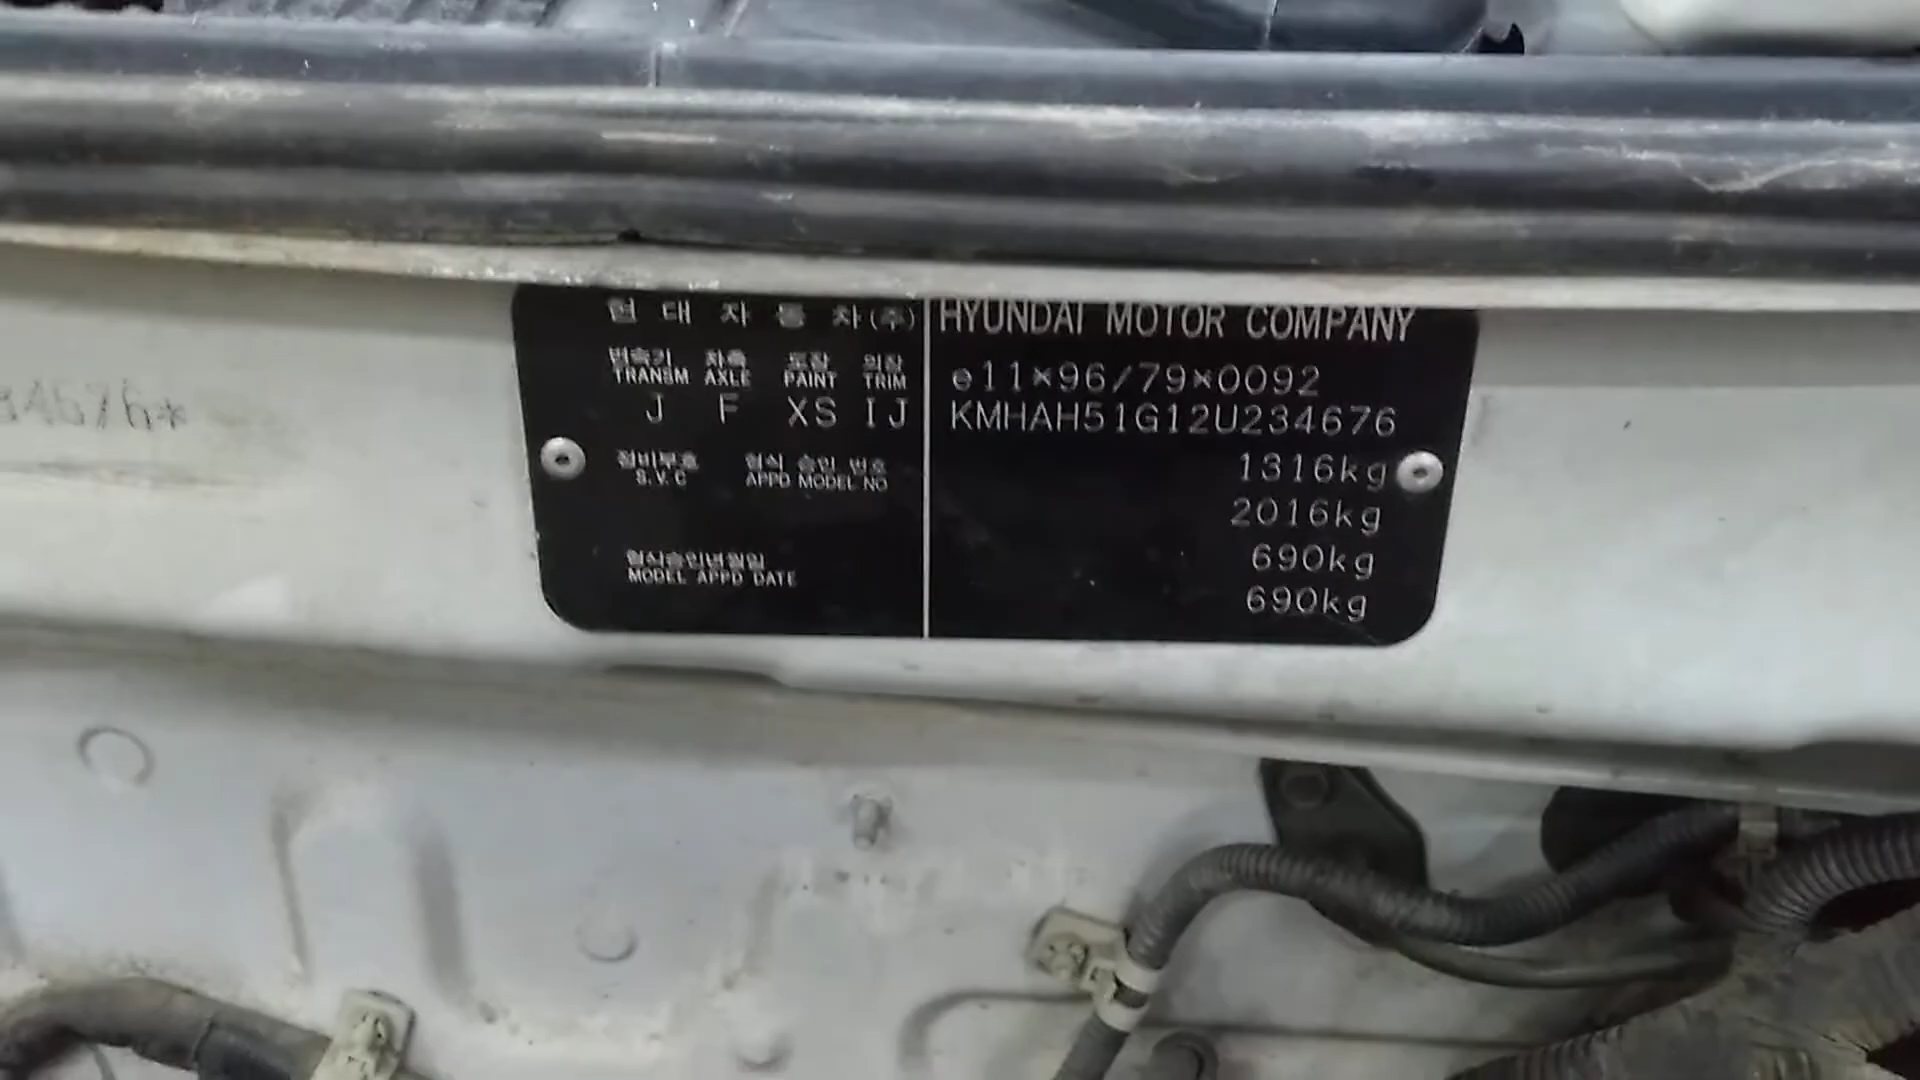 현 대 자 동 차(주)
HYUNDAI MOTOR COMPANY
변속기 차축 도장 의장
TRANSM AXLE PAINT TRIM
e11*96/79*0092
J F XS IJ
KMHAH51G12U234676
정비부호 형식 승인 번호
S.V.C APPD MODEL NO
1316kg
2016kg
형식승인년월일
MODEL APPD DATE
690kg
690kg
34676*